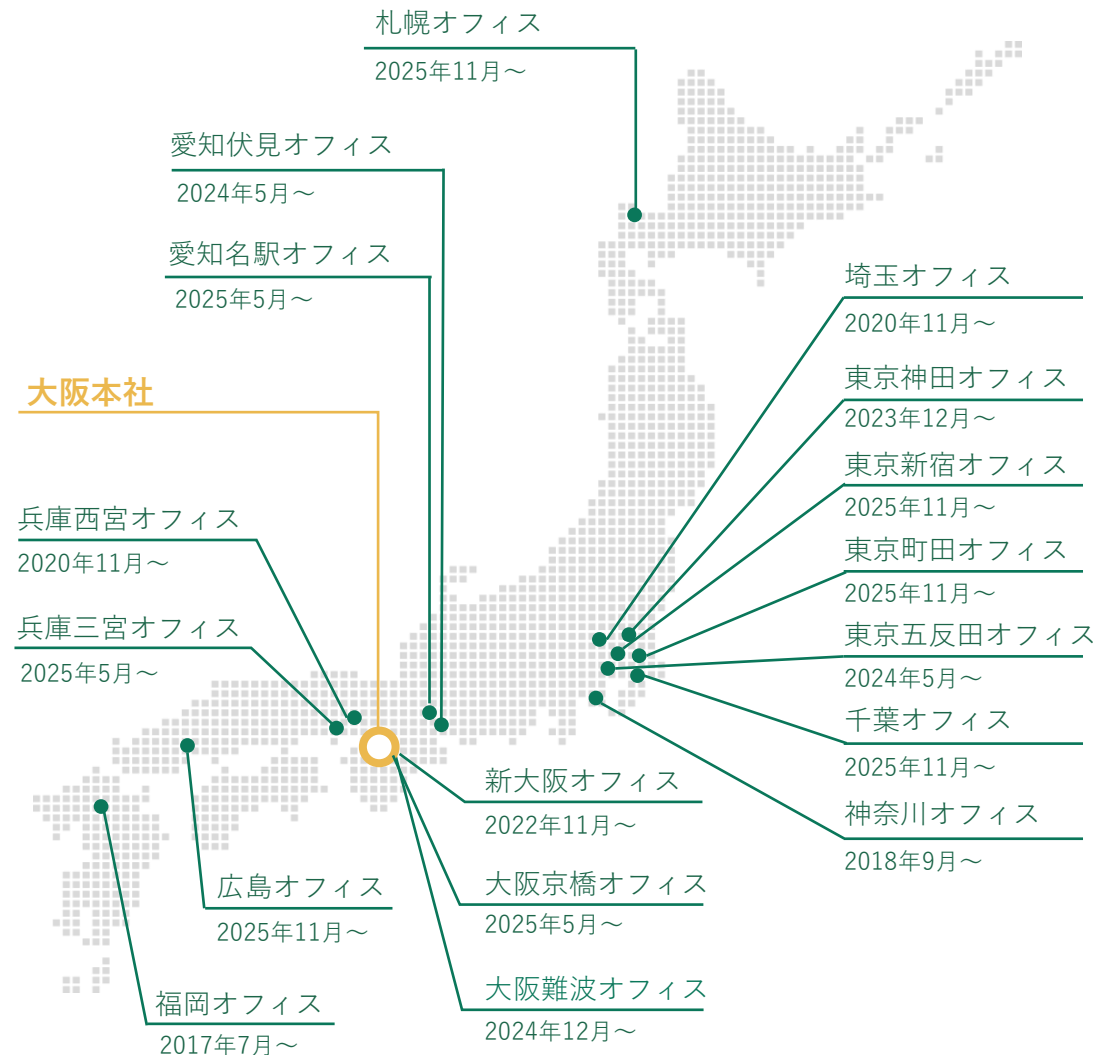 札幌オフィス
2025年11月～
愛知伏見オフィス
2024年5月～
愛知名駅オフィス
2025年5月～
大阪本社
兵庫西宮オフィス
2020年11月～
兵庫三宮オフィス
2025年5月～
埼玉オフィス
2020年11月～
東京神田オフィス
2023年12月～
東京新宿オフィス
2025年11月～
東京町田オフィス
2025年11月～
東京五反田オフィス
2024年5月～
千葉オフィス
2025年11月～
神奈川オフィス
2018年9月～
新大阪オフィス
2022年11月～
大阪京橋オフィス
2025年5月～
大阪難波オフィス
2024年12月～
広島オフィス
2025年11月～
福岡オフィス
2017年7月～